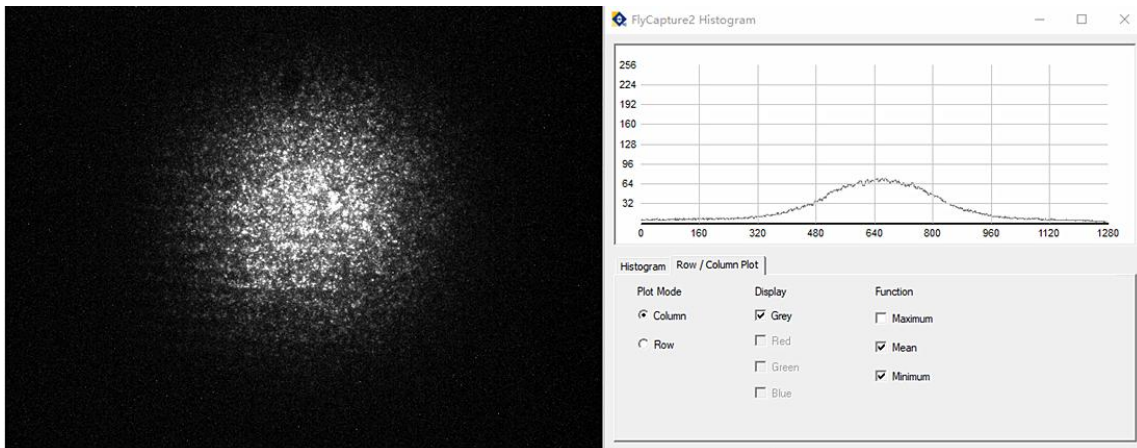 FlyCapture2 Histogram
256
224
192
160
128
96
64
32
0 160 320 480 640 800 960 1120 1280
Histogram Row / Column Plot
Plot Mode Display Function
Column Grey Maximum
Row Red Mean
Green Minimum
Blue